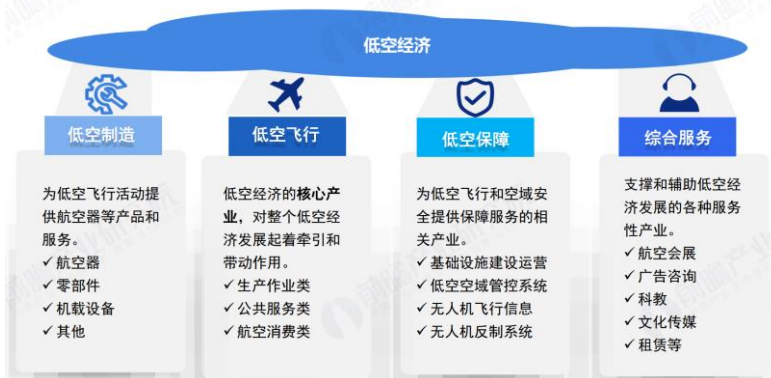 低空经济
低空制造
为低空飞行活动提
供航空器等产品和
服务。
✓航空器
✓零部件
✓机载设备
✓其他
低空飞行
低空经济的核心产
业，对整个低空经
济发展起着牵引和
带动作用。
✓生产作业类
✓公共服务类
✓航空消费类
低空保障
为低空飞行和空域安
全提供保障服务的相
关产业。
✓基础设施建设运营
✓低空空域管控系统
✓无人机飞行信息
✓无人机反制系统
综合服务
支撑和辅助低空经
济发展的各种服务
性产业。
✓航空会展
✓广告咨询
✓科教
✓文化传媒
✓租赁等